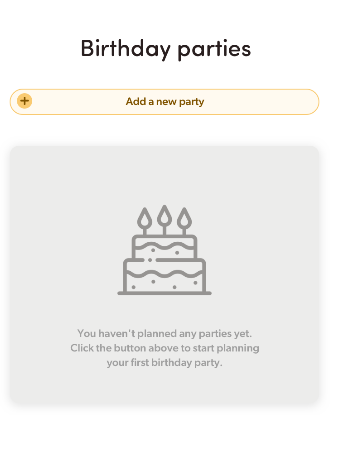 Birthday parties
Add a new party
You haven't planned any parties yet.
Click the button above to start planning
your first birthday party.